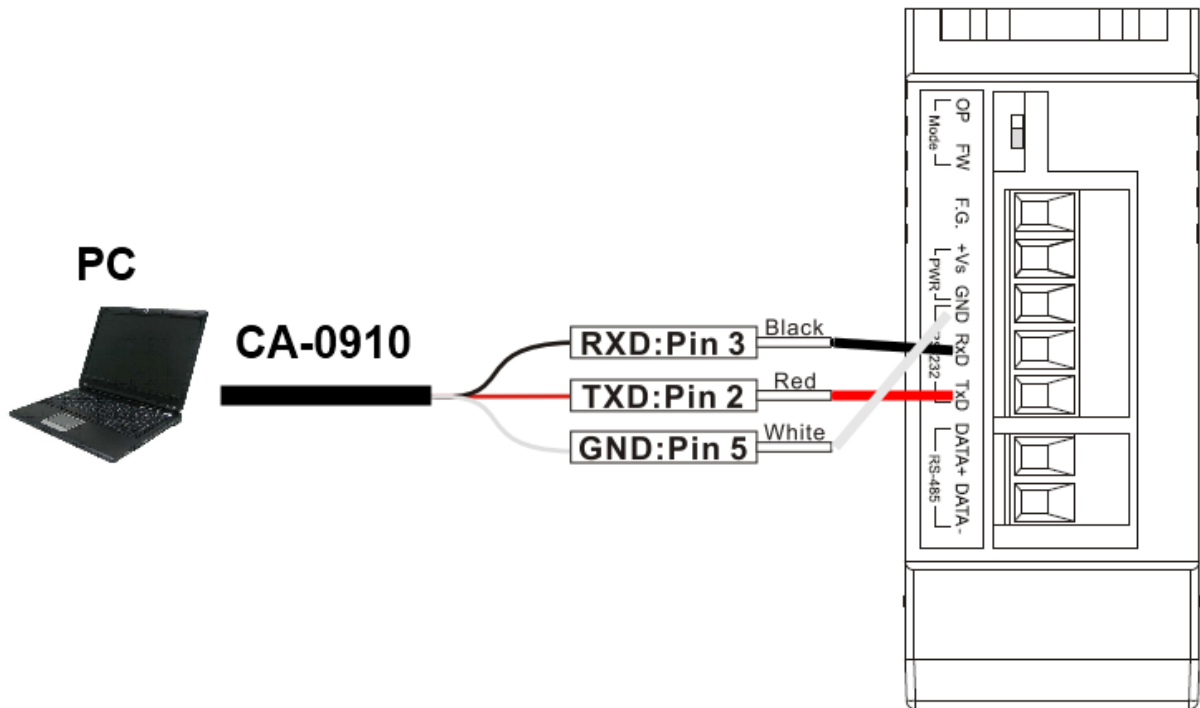 PC
CA-0910
RXD:Pin 3
Black
TXD:Pin 2
Red
GND:Pin 5
White
OP FW
Mode
F.G.
+Vs GND
PWR
RxD TxD
DATA+ DATA-
RS-485